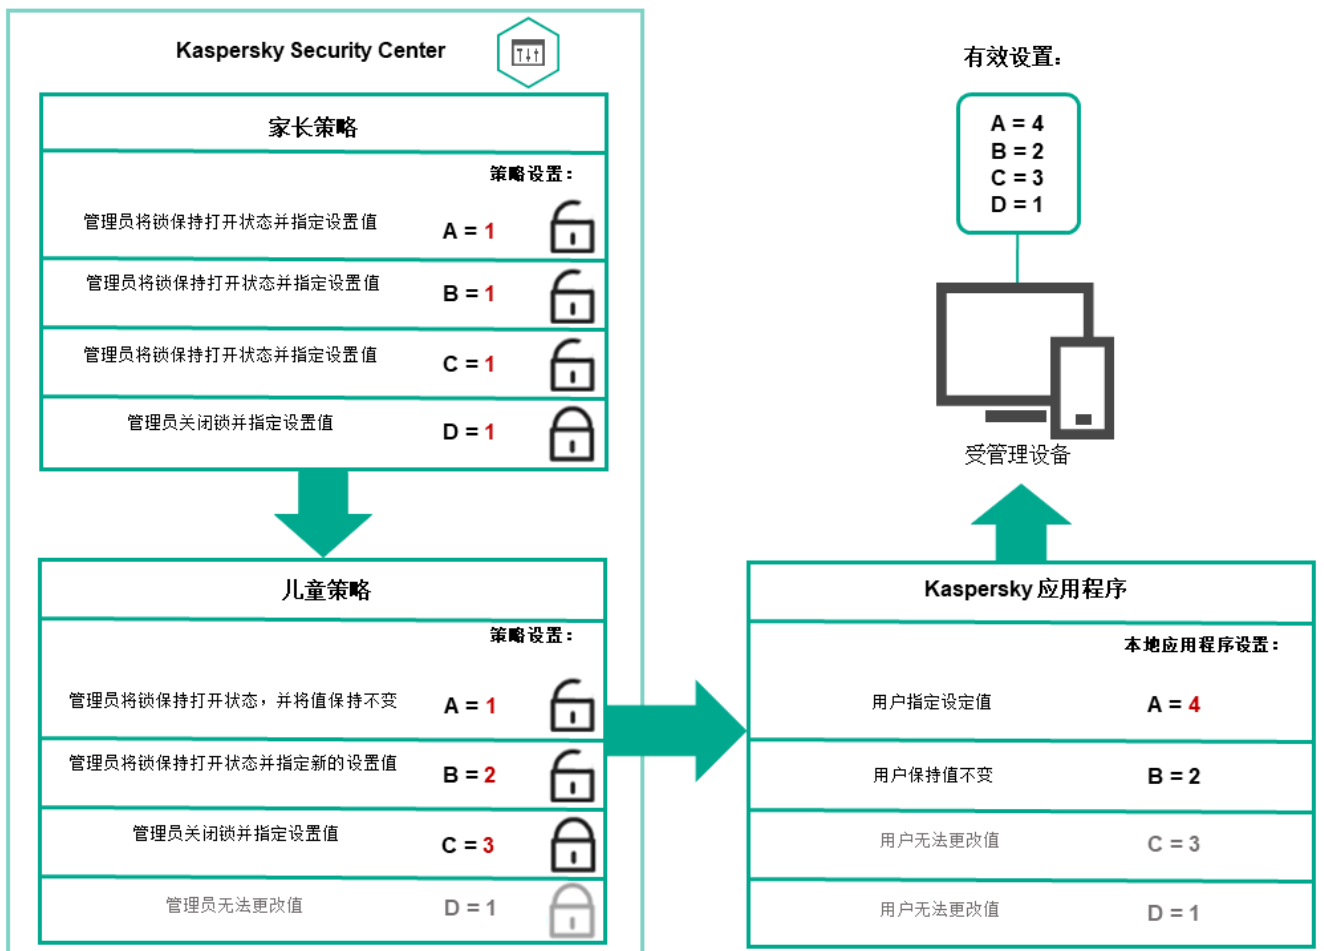 Kaspersky Security Center
家长策略
策略设置：
管理员将锁保持打开状态并指定设置值 A = 1
管理员将锁保持打开状态并指定设置值 B = 1
管理员将锁保持打开状态并指定设置值 C = 1
管理员关闭锁并指定设置值 D = 1
儿童策略
策略设置：
管理员将锁保持打开状态，并将值保持不变 A = 1
管理员将锁保持打开状态并指定新的设置值 B = 2
管理员关闭锁并指定设置值 C = 3
管理员无法更改值 D = 1
有效设置：
A = 4
B = 2
C = 3
D = 1
受管理设备
Kaspersky 应用程序
本地应用程序设置：
用户指定设定值 A = 4
用户保持值不变 B = 2
用户无法更改值 C = 3
用户无法更改值 D = 1